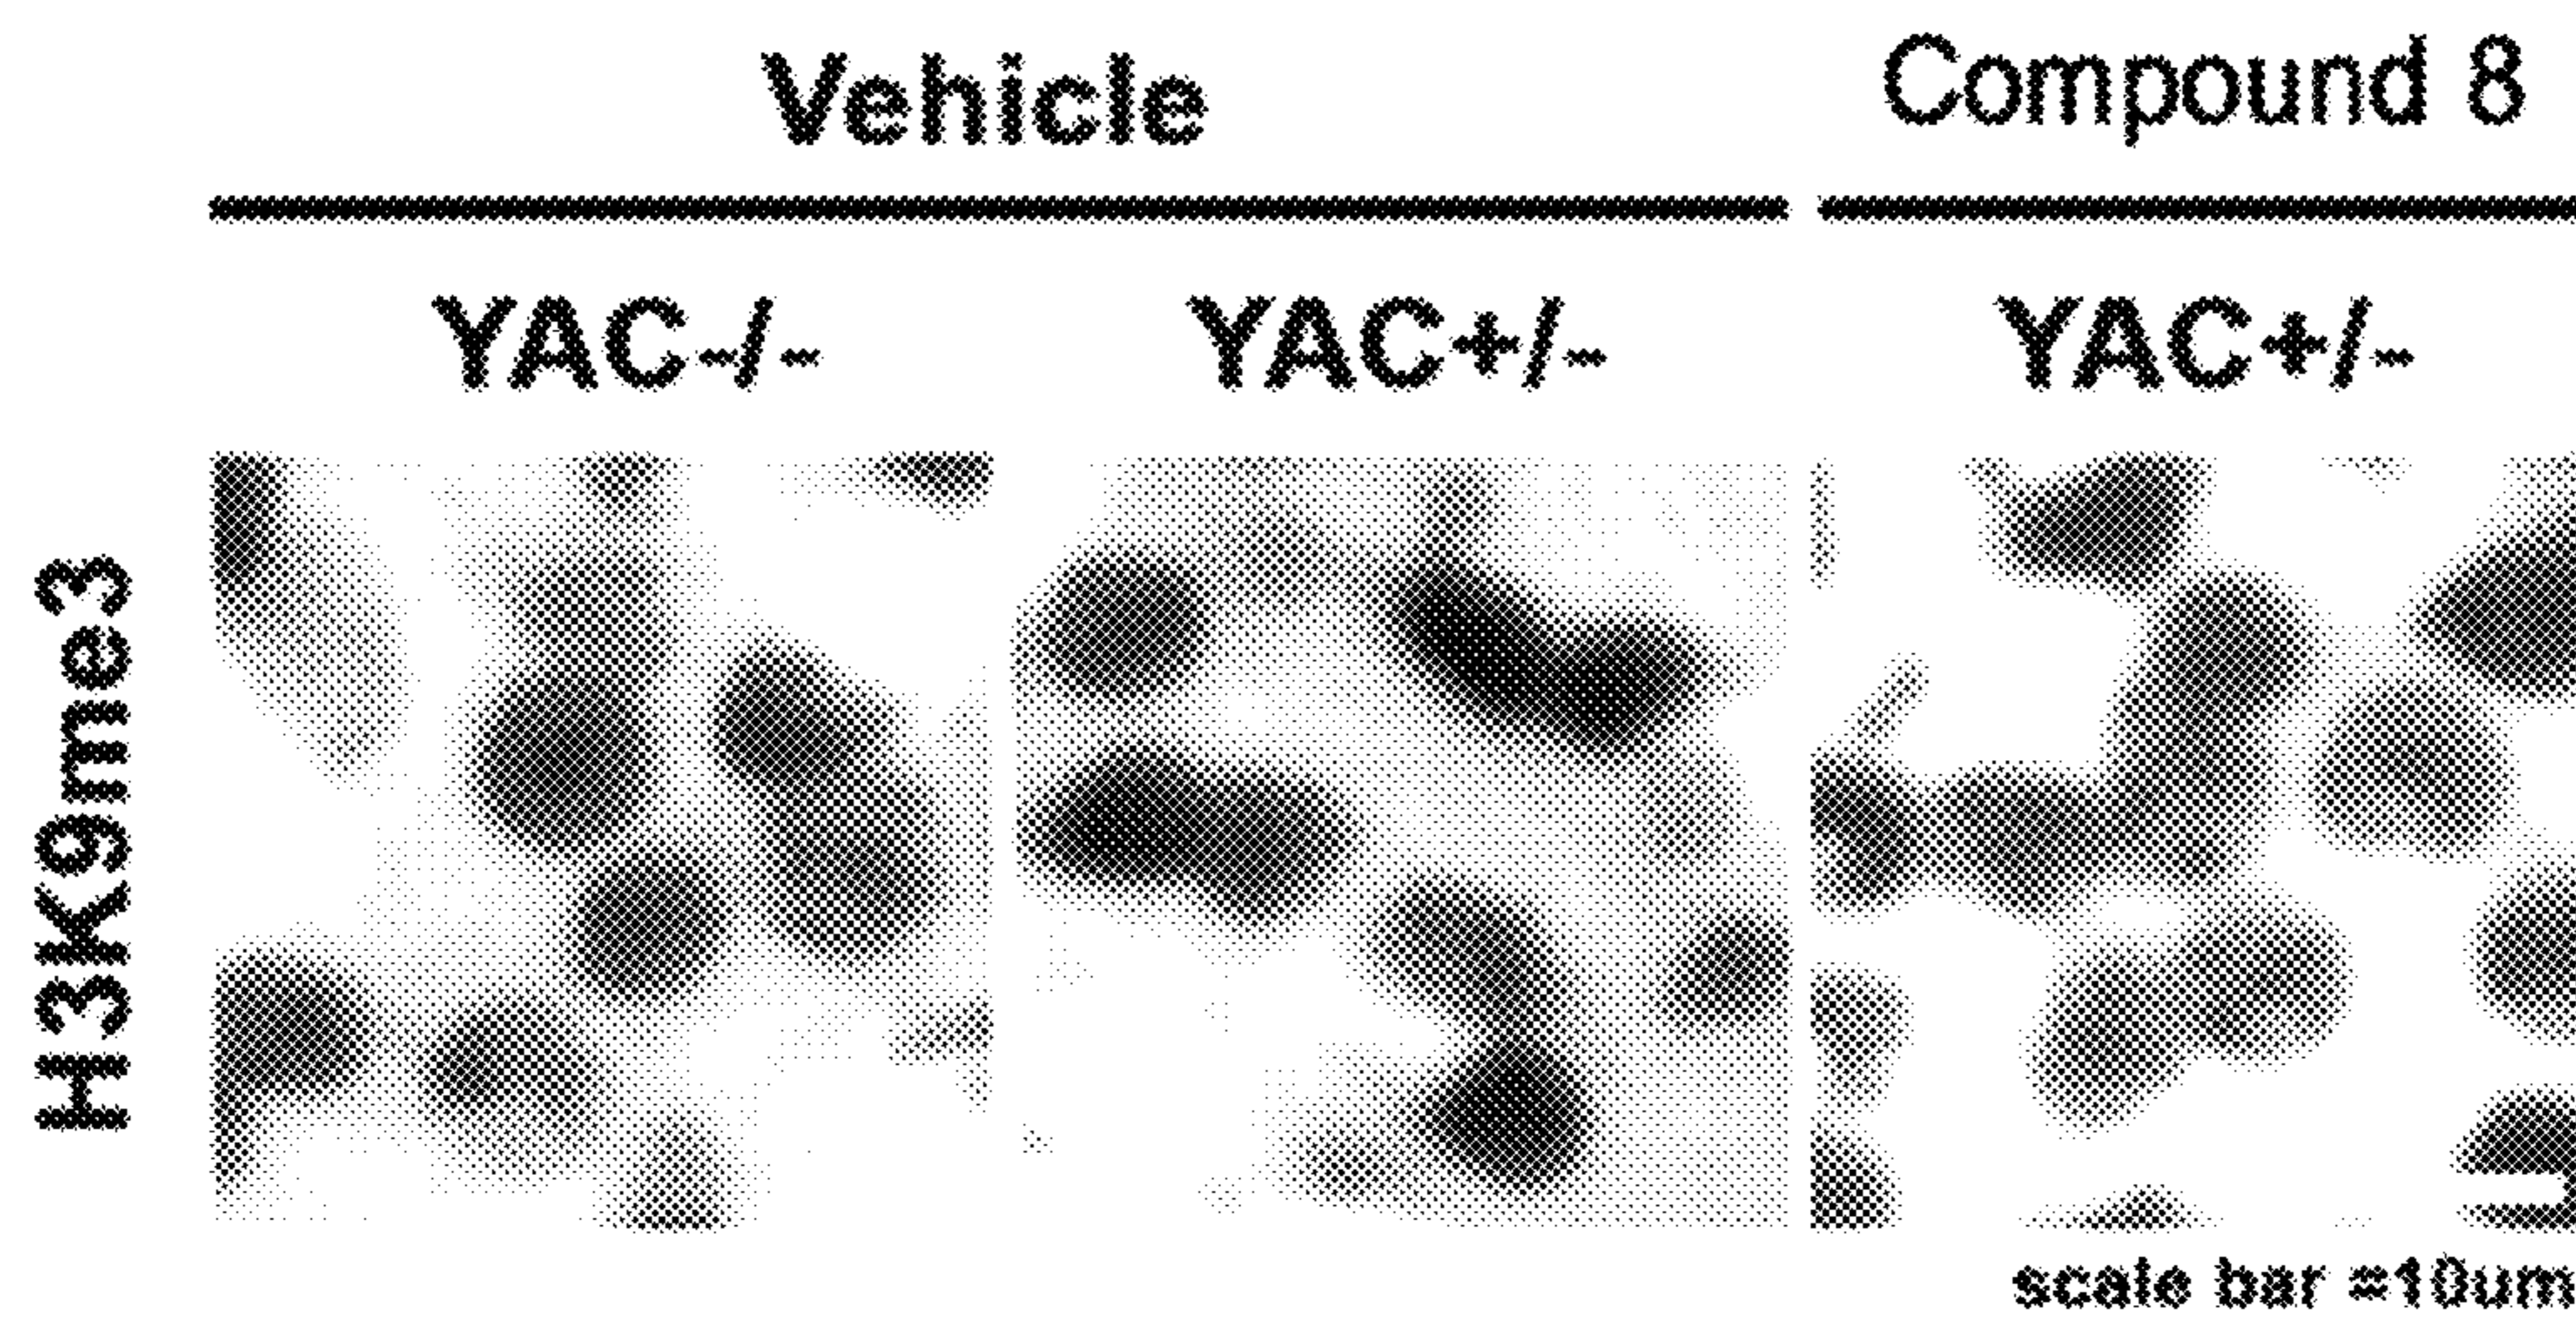 Vehicle
Compound 8
YAC-/-
YAC+/-
YAC+/-
H3K9me3
scale bar =10um